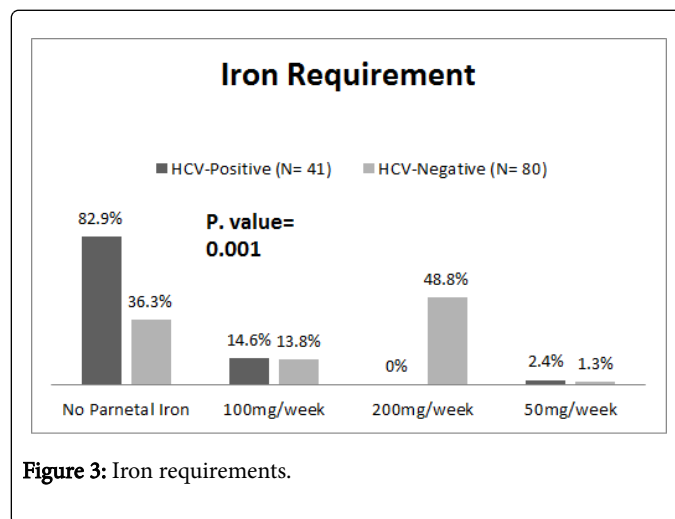 Iron Requirement
HCV-Positive (N= 41) HCV-Negative (N= 80)
P. value=
0.001
82.9%
36.3%
14.6% 13.8%
0%
48.8%
2.4% 1.3%
No Parnetal Iron 100mg/week 200mg/week 50mg/week
Figure 3: Iron requirements.